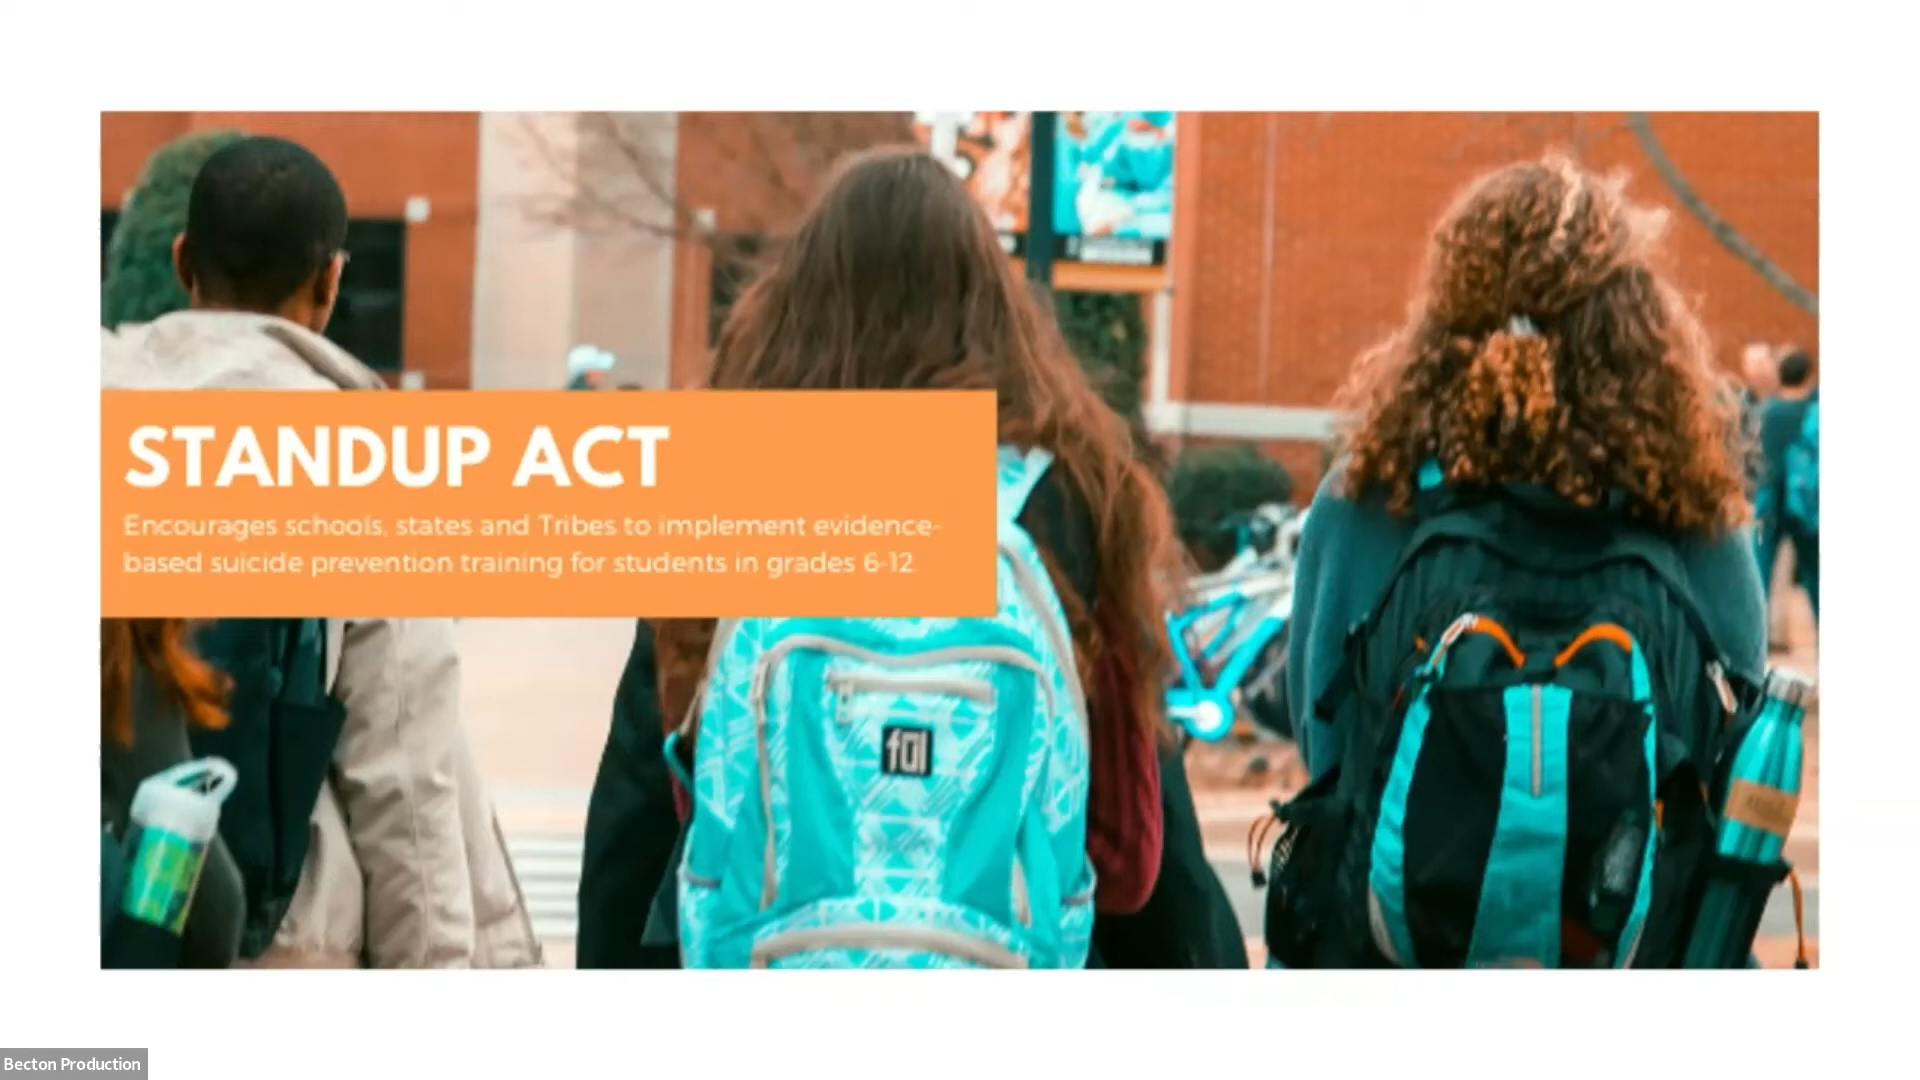 STANDUP ACT
Encourages schools, states and Tribes to implement evidence-
based suicide prevention training for students in grades 6-12.
ful
Becton Production